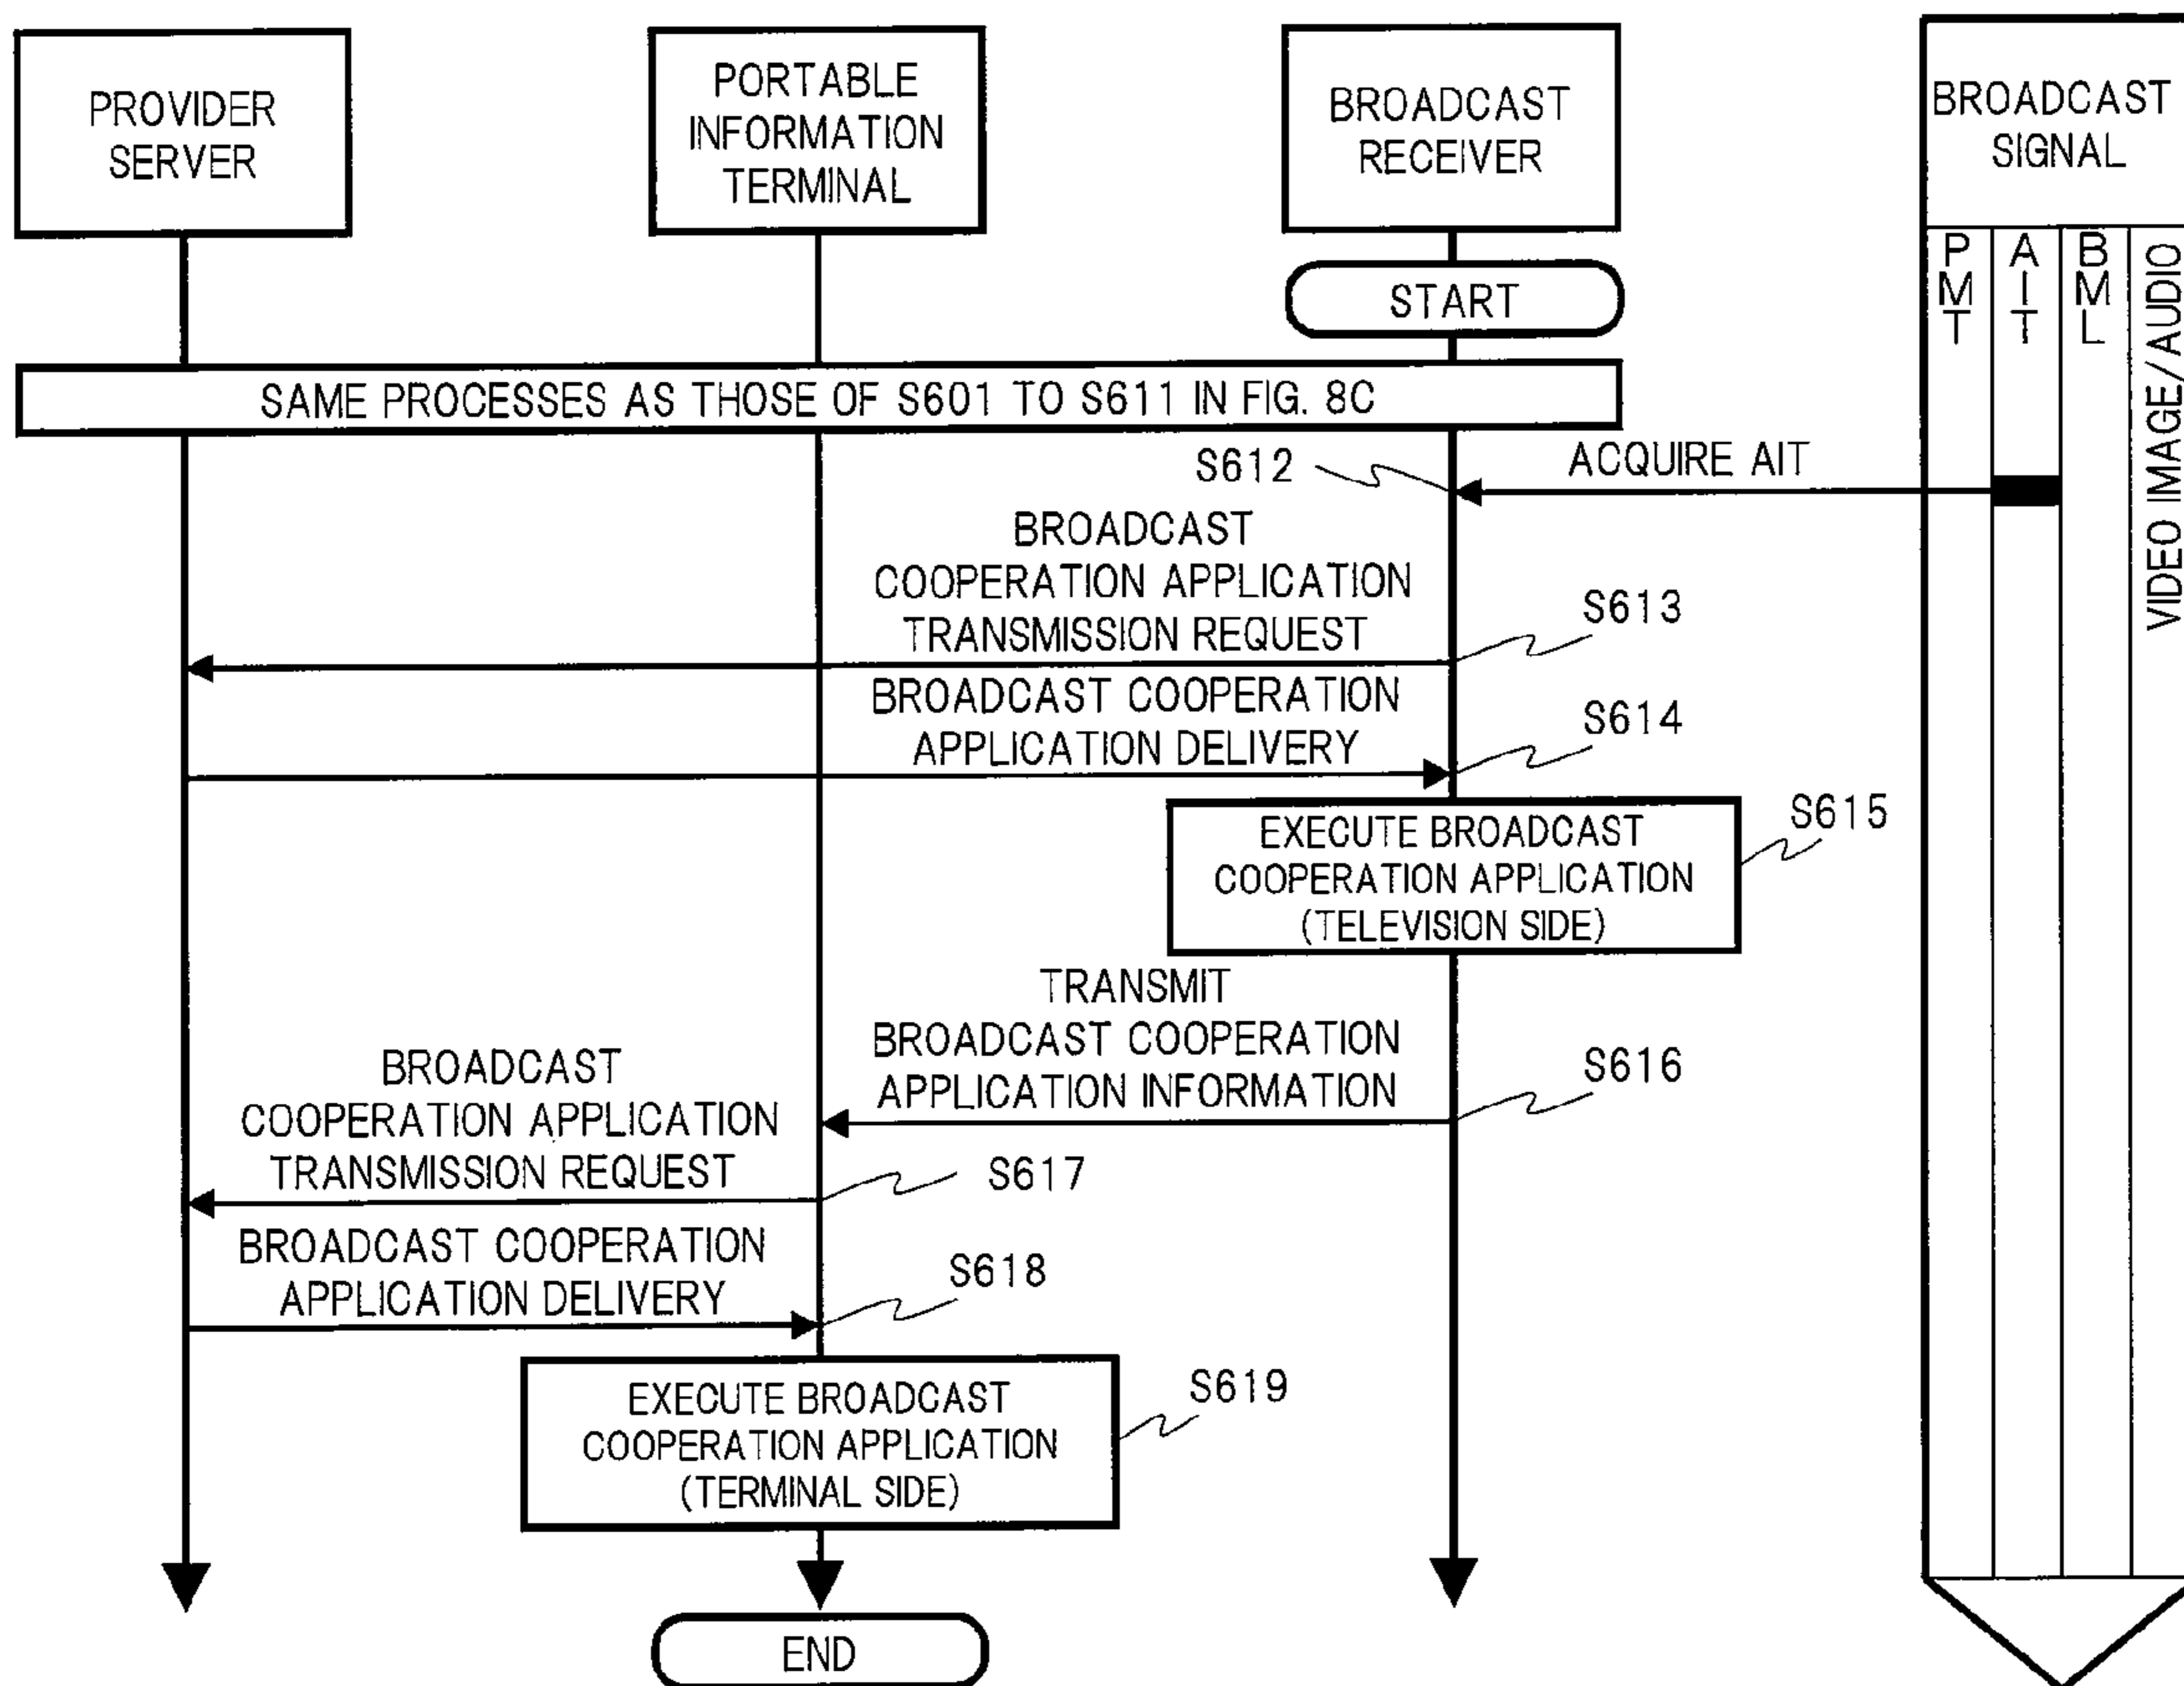 PROVIDER
SERVER
PORTABLE
INFORMATION
TERMINAL
BROADCAST
RECEIVER
BROADCAST
SIGNAL
START
PMT
AIT
BML
VIDEO IMAGE/AUDIO
SAME PROCESSES AS THOSE OF S601 TO S611 IN FIG. 8C
S612
ACQUIRE AIT
BROADCAST
COOPERATION APPLICATION
TRANSMISSION REQUEST
S613
BROADCAST COOPERATION
APPLICATION DELIVERY
S614
EXECUTE BROADCAST
COOPERATION APPLICATION
(TELEVISION SIDE)
S615
TRANSMIT
BROADCAST COOPERATION
APPLICATION INFORMATION
S616
BROADCAST
COOPERATION APPLICATION
TRANSMISSION REQUEST
S617
BROADCAST COOPERATION
APPLICATION DELIVERY
S618
EXECUTE BROADCAST
COOPERATION APPLICATION
(TERMINAL SIDE)
S619
END